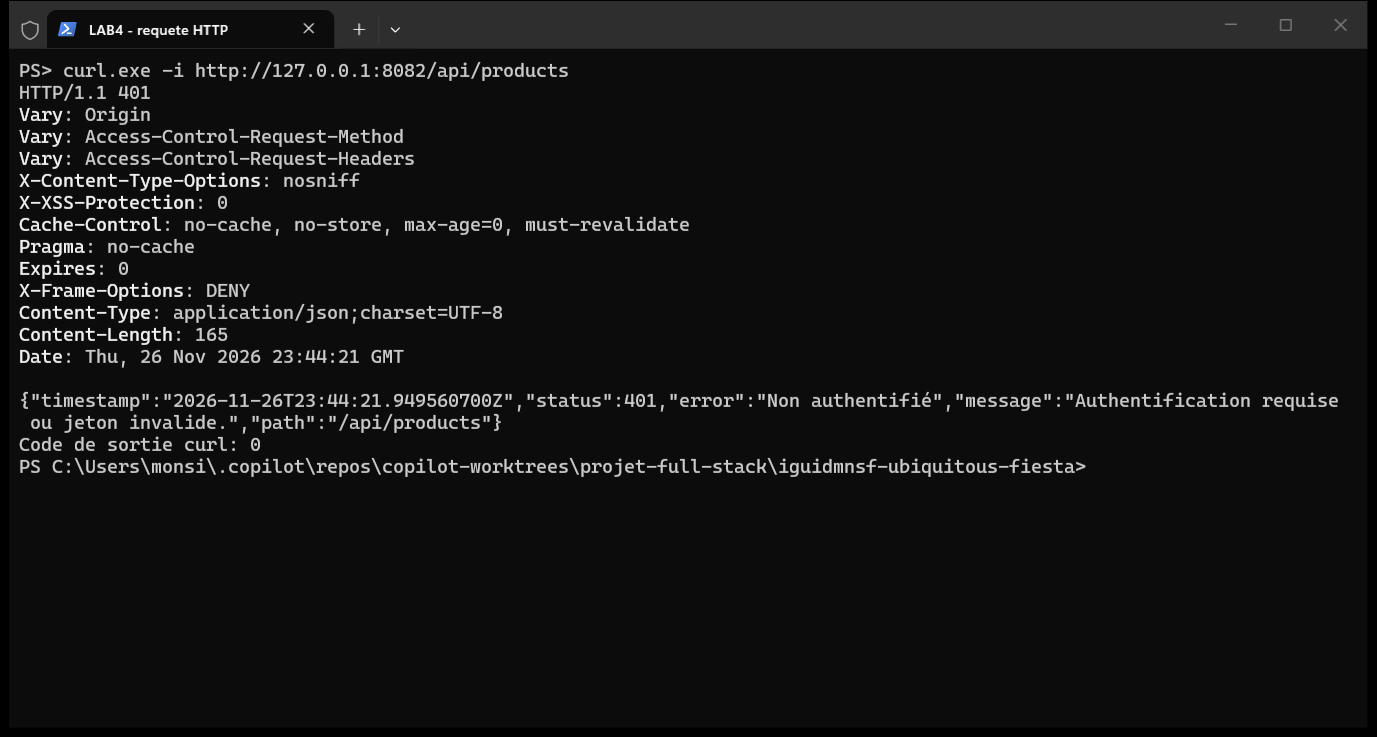 LAB4 - requete HTTP
PS> curl.exe -i http://127.0.0.1:8082/api/products
HTTP/1.1 401
Vary: Origin
Vary: Access-Control-Request-Method
Vary: Access-Control-Request-Headers
X-Content-Type-Options: nosniff
X-XSS-Protection: 0
Cache-Control: no-cache, no-store, max-age=0, must-revalidate
Pragma: no-cache
Expires: 0
X-Frame-Options: DENY
Content-Type: application/json;charset=UTF-8
Content-Length: 165
Date: Thu, 26 Nov 2026 23:44:21 GMT
{"timestamp":"2026-11-26T23:44:21.949560700Z","status":401,"error":"Non authentifié","message":"Authentification requise
ou jeton invalide.","path":"/api/products"}
Code de sortie curl: 0
PS C:\Users\monsi\.copilot\repos\copilot-worktrees\projet-full-stack\iguidmnsf-ubiquitous-fiesta>